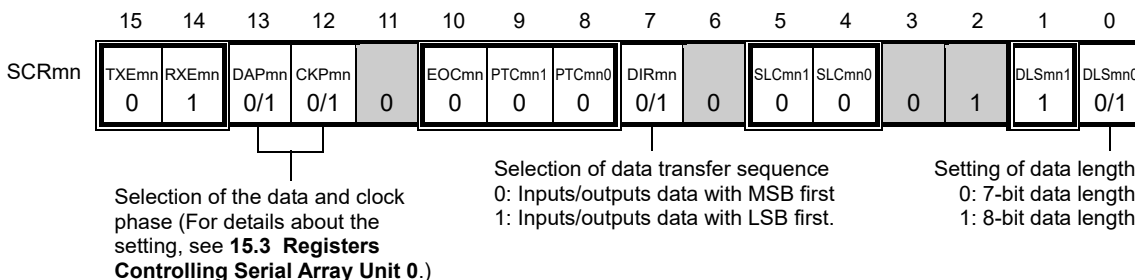 15 14 13 12 11 10 9 8 7 6 5 4 3 2 1 0
SCRmn
TXEmn RXEmn DAPmn CKPmn EOCmn PTCmn1 PTCmn0 DIRmn SLCmn1 SLCmn0 DLSmn1 DLSmn0
0 1 0/1 0/1 0 0 0 0 0/1 0 0 0 0 1 1 0/1
Selection of the data and clock
phase (For details about the
setting, see 15.3 Registers
Controlling Serial Array Unit 0.)
Selection of data transfer sequence
0: Inputs/outputs data with MSB first
1: Inputs/outputs data with LSB first.
Setting of data length
0: 7-bit data length
1: 8-bit data length